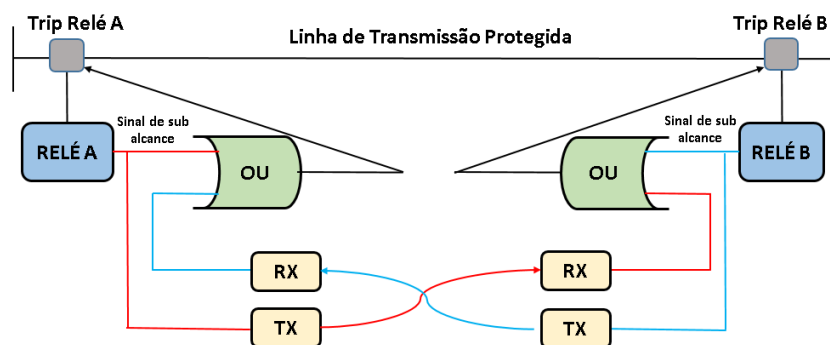 Trip Relé A
Linha de Transmissão Protegida
Trip Relé B
Sinal de sub
alcance
Sinal de sub
alcance
RELÉ A
OU
OU
RELÉ B
RX
RX
TX
TX